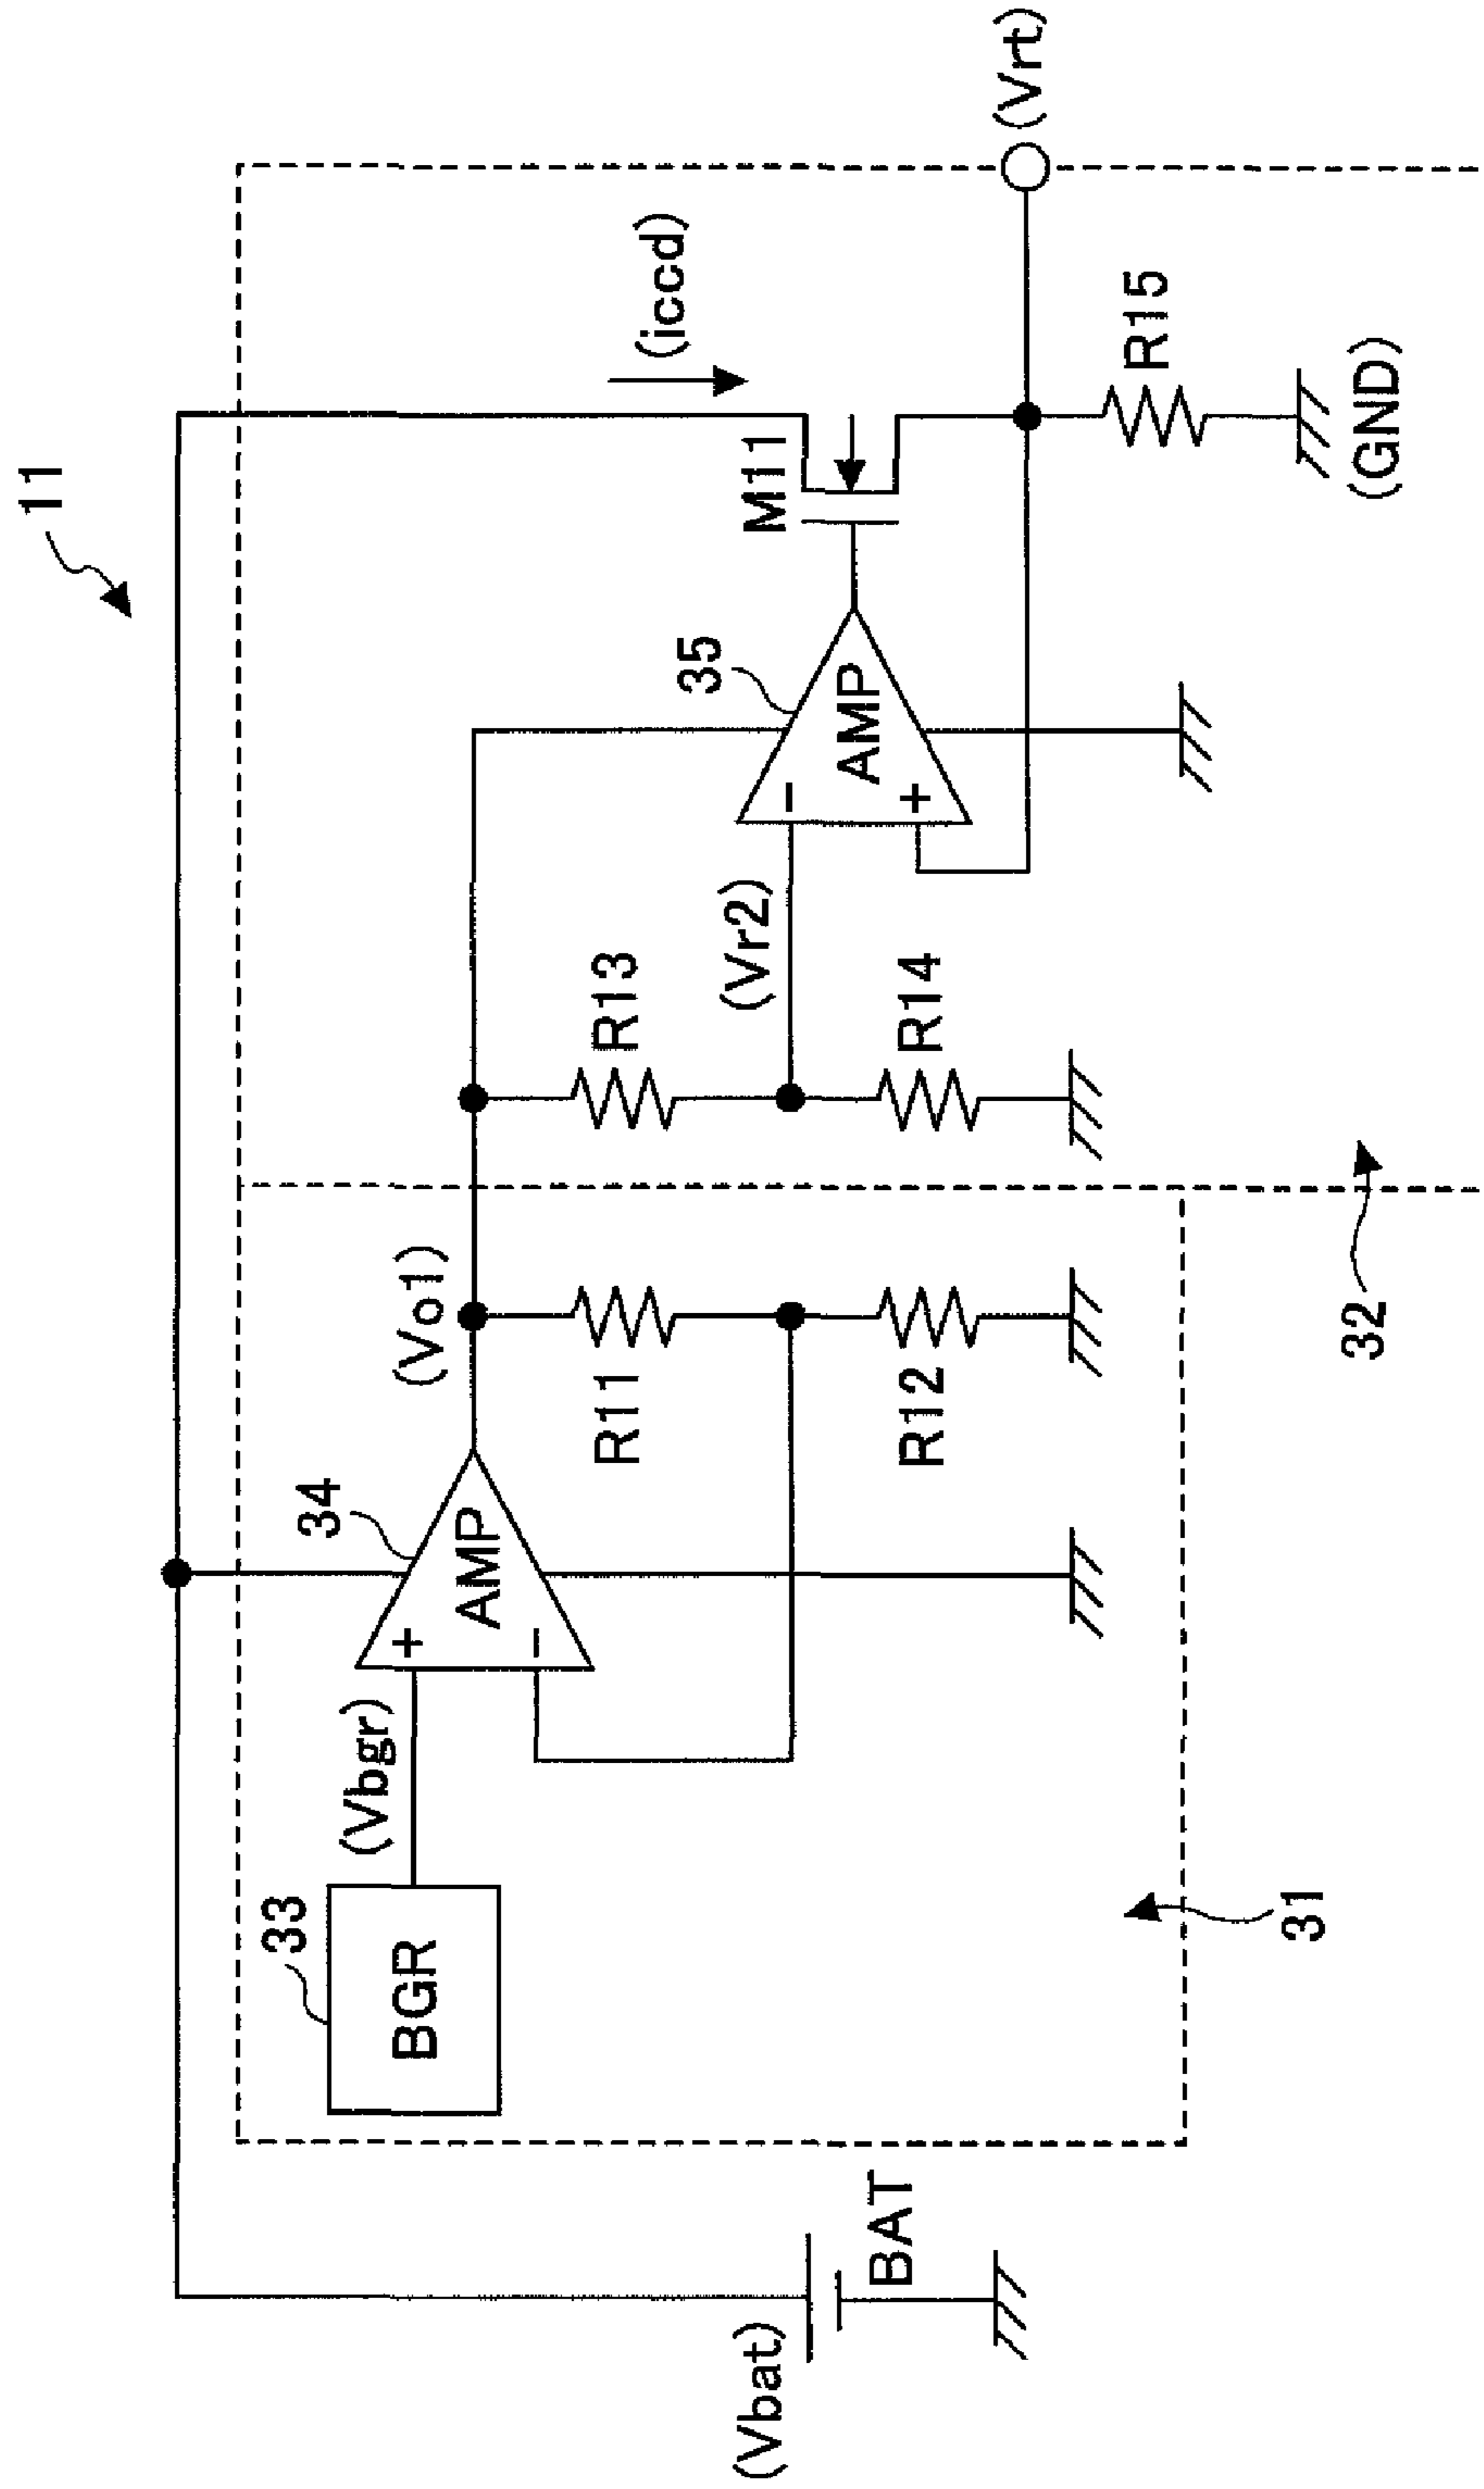 11
(Vbat)
BAT
33
BGR
(Vbgr)
34
+
AMP
−
(Vo1)
R11
R12
31
R13
(Vr2)
R14
35
−
AMP
+
M11
(iccd)
R15
(GND)
(Vrt)
32